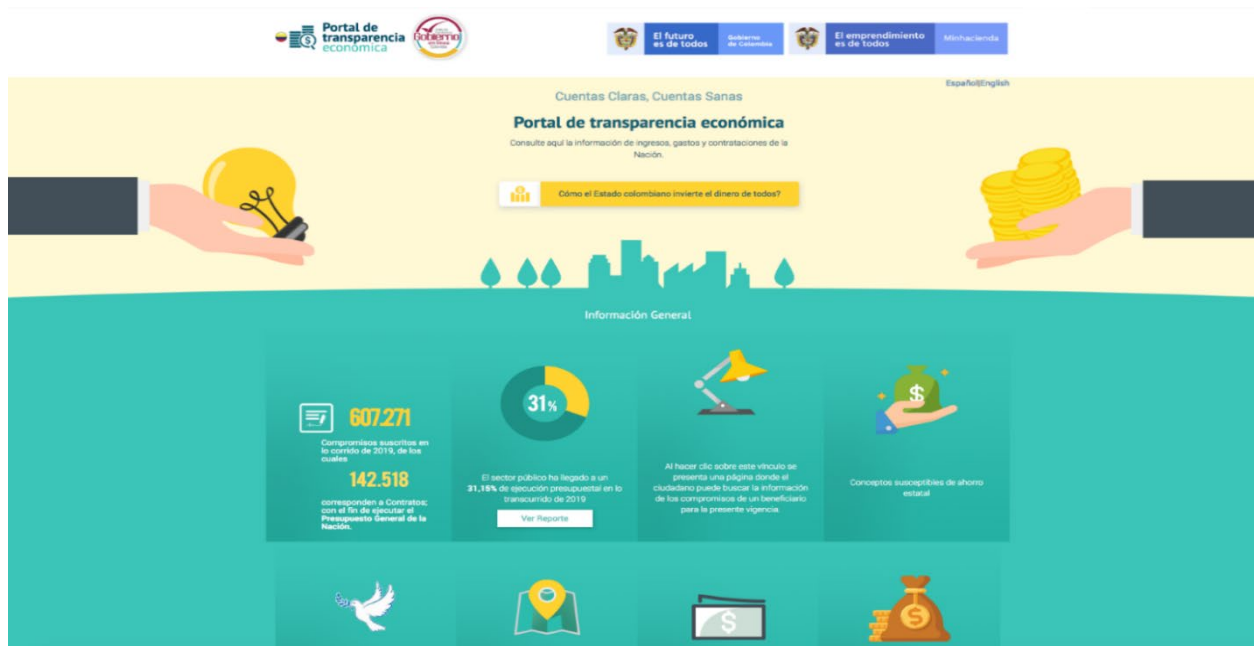 Portal de
transparencia
económica
Gobierno
El futuro
es de todos
Gobierno
de Colombia
El emprendimiento
es de todos
Minhacienda
Español|English
Cuentas Claras, Cuentas Sanas
Portal de transparencia económica
Consulte aquí la información de ingresos, gastos y contrataciones de la
Nación.
Cómo el Estado colombiano invierte el dinero de todos?
Información General
607.271
Compromisos suscritos en
lo corrido de 2019, de los
cuales
142.518
corresponden a Contratos;
con el fin de ejecutar el
Presupuesto General de la
Nación.
31%
El sector público ha llegado a un
31,15% de ejecución presupuestal en lo
transcurrido de 2019
Ver Reporte
Al hacer clic sobre este vínculo se
presenta una página donde el
ciudadano puede buscar la información
de los compromisos de un beneficiario
para la presente vigencia.
Conceptos susceptibles de ahorro
estatal